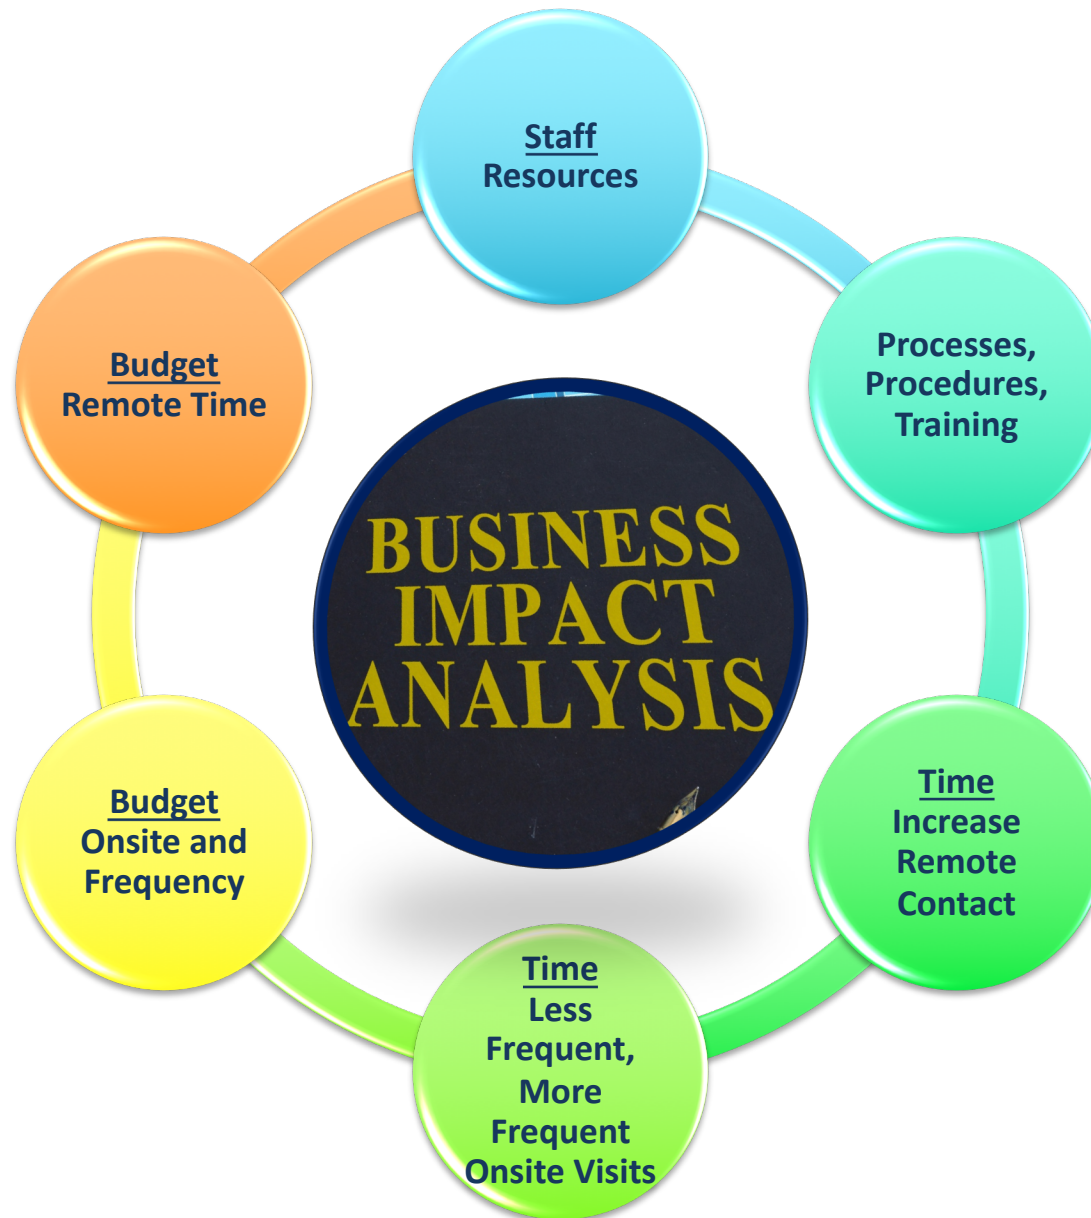 Staff
Resources
Processes,
Procedures,
Training
Time
Increase
Remote
Contact
Time
Less
Frequent,
More
Frequent
Onsite Visits
Budget
Onsite and
Frequency
Budget
Remote Time
BUSINESS
IMPACT
ANALYSIS